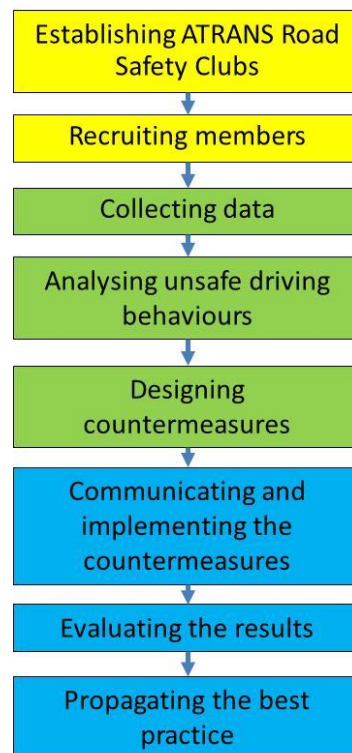 Establishing ATRANS Road
Safety Clubs
Recruiting members
Collecting data
Analysing unsafe driving
behaviours
Designing
countermeasures
Communicating and
implementing the
countermeasures
Evaluating the results
Propagating the best
practice